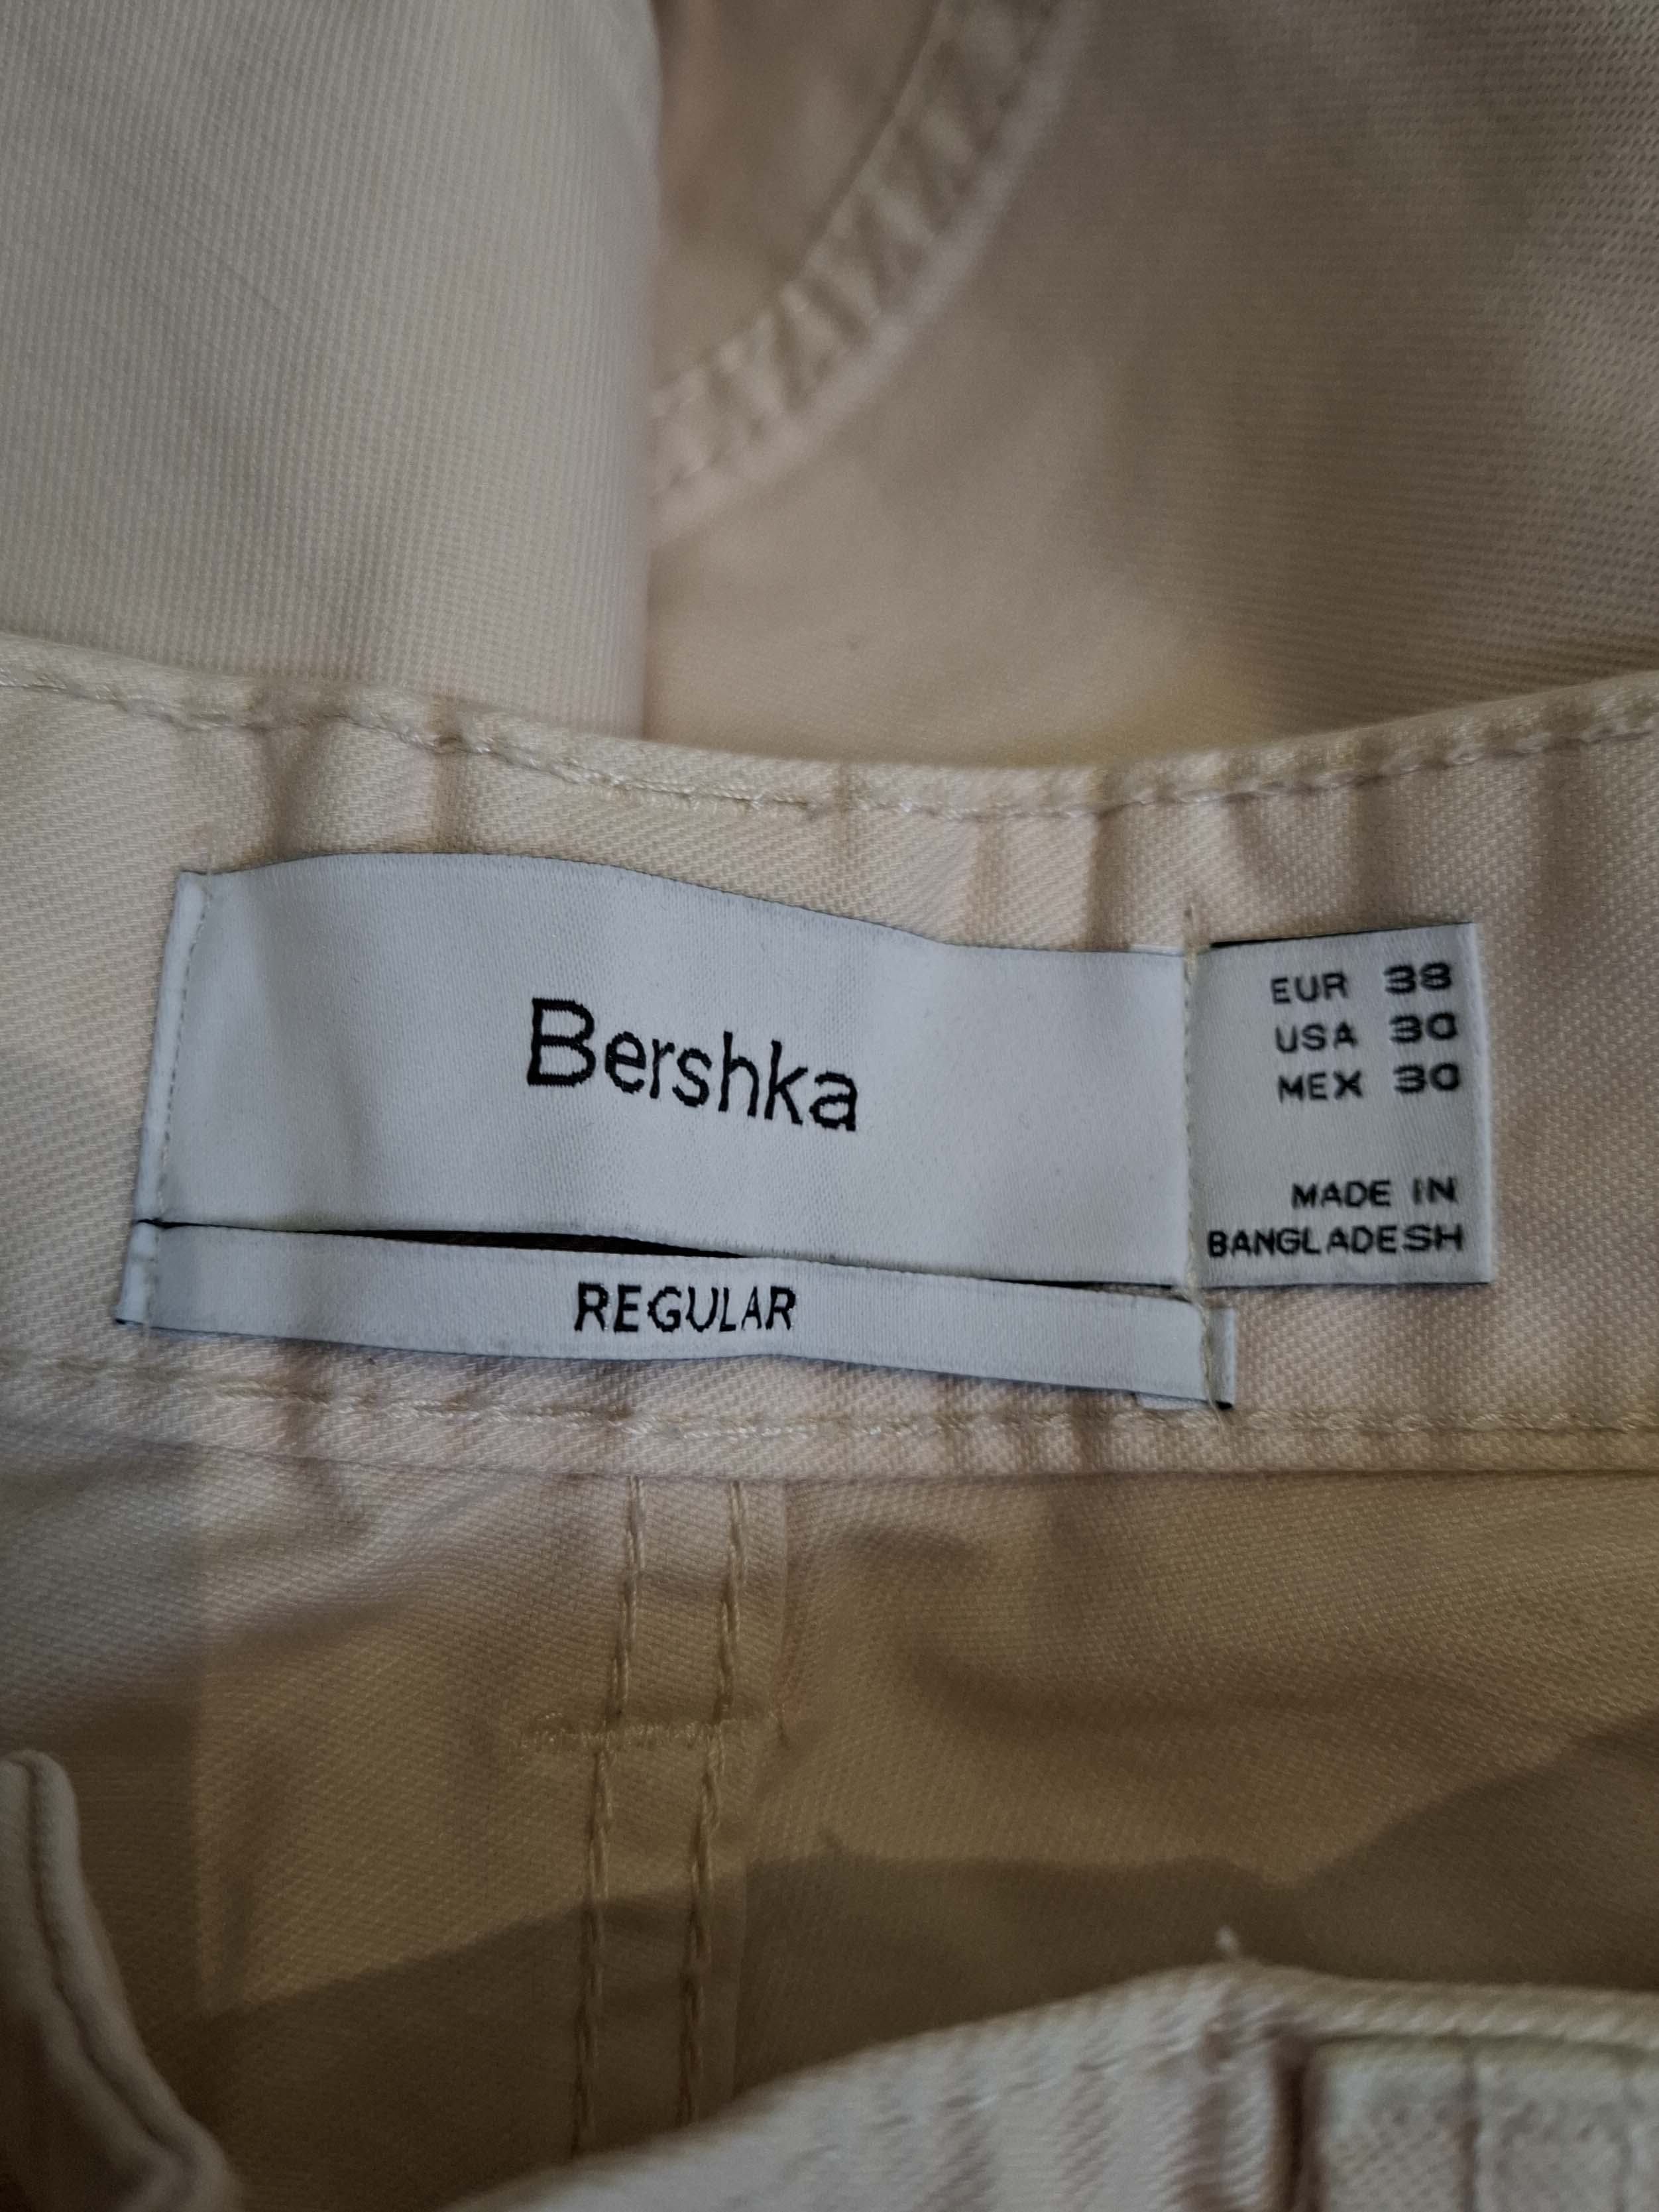 Bershka
REGULAR
EUR 38
USA 30
MEX 30
MADE IN
BANGLADESH